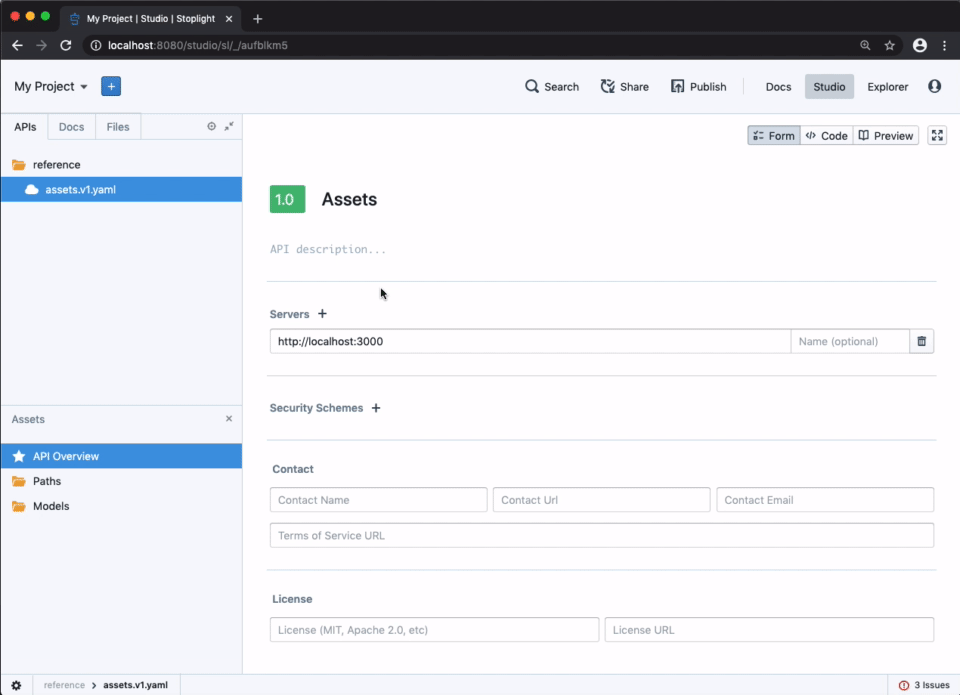 My Project | Studio | Stoplight
localhost:8080/studio/sl/_/aufblkm5
My Project
Search
Share
Publish
Docs
Studio
Explorer
APIs
Docs
Files
Form
Code
Preview
reference
assets.v1.yaml
1.0
Assets
API description...
Servers
http://localhost:3000
Name (optional)
Security Schemes
Assets
API Overview
Paths
Models
Contact
Contact Name
Contact Url
Contact Email
Terms of Service URL
License
License (MIT, Apache 2.0, etc)
License URL
reference > assets.v1.yaml
3 Issues